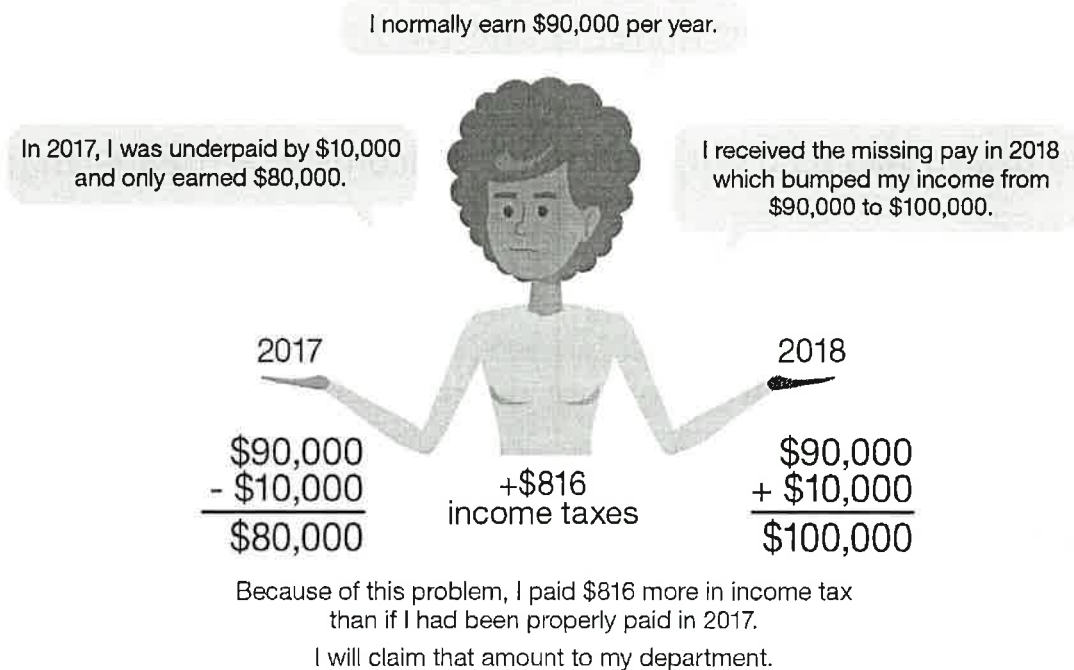 I normally earn $90,000 per year.
In 2017, I was underpaid by $10,000
and only earned $80,000.
I received the missing pay in 2018
which bumped my income from
$90,000 to $100,000.
2017
2018
$90,000
- $10,000
$80,000
+$816
income taxes
$90,000
+ $10,000
$100,000
Because of this problem, I paid $816 more in income tax
than if I had been properly paid in 2017.
I will claim that amount to my department.